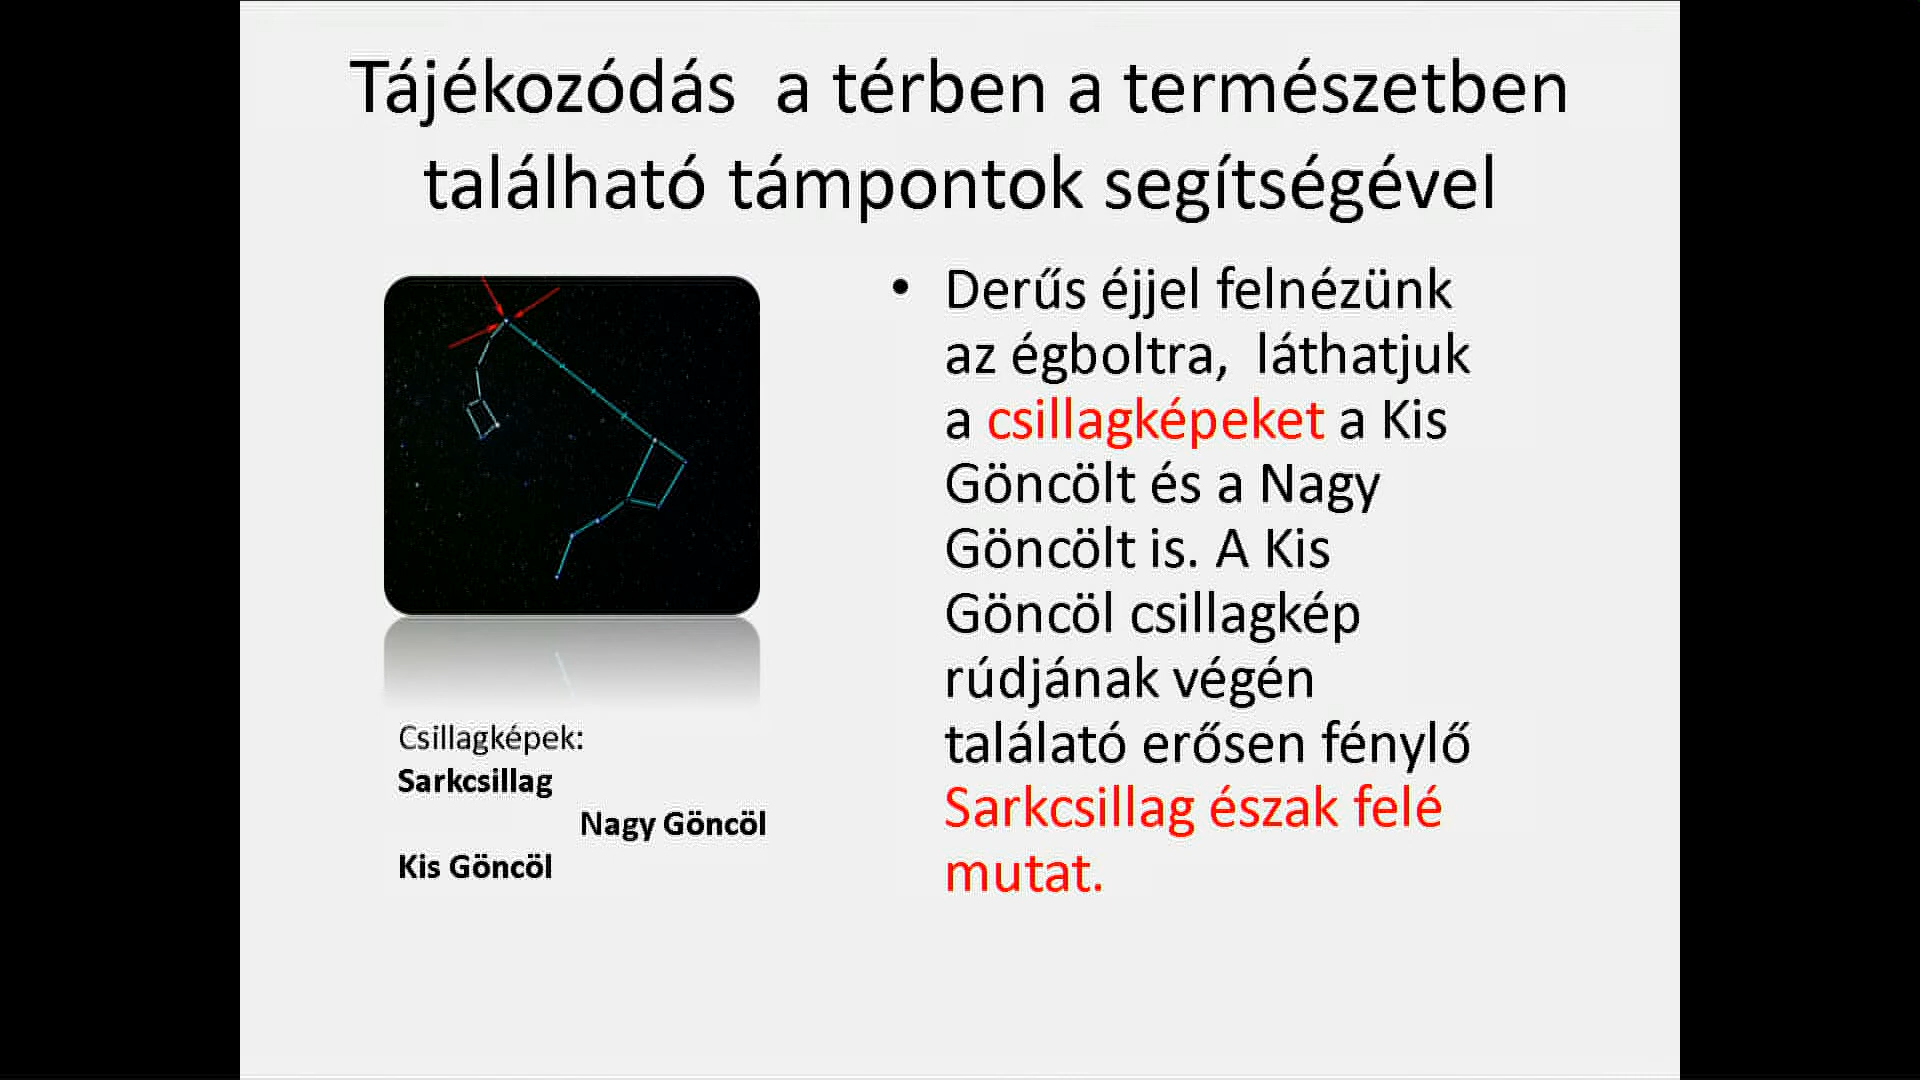 Tájékozódás a térben a természetben
található támpontok segítségével
Derűs éjjel felnézünk
az égboltra, láthatjuk
a csillagképeket a Kis
Göncölt és a Nagy
Göncölt is. A Kis
Göncöl csillagkép
rúdjának végén
találató erősen fénylő
Sarkcsillag észak felé
mutat.
Csillagképek:
Sarkcsillag
Nagy Göncöl
Kis Göncöl